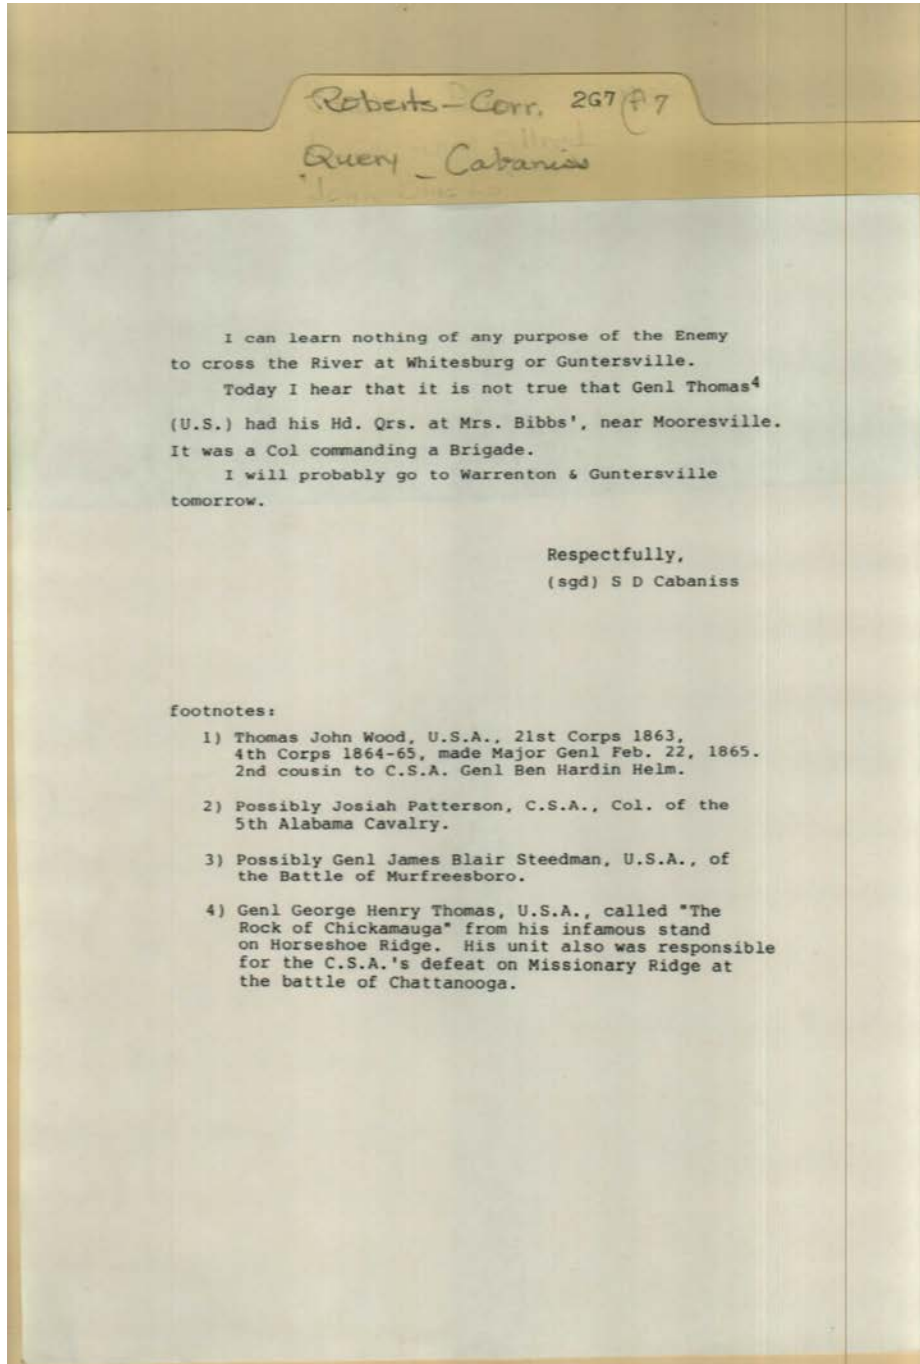 Roberts - Corr. 2G7 F7
Query - Cabaniss
I can learn nothing of any purpose of the Enemy
to cross the River at Whitesburg or Guntersville.
Today I hear that it is not true that Genl Thomas4
(U.S.) had his Hd. Qrs. at Mrs. Bibbs', near Mooresville.
It was a Col commanding a Brigade.
I will probably go to Warrenton & Guntersville
tomorrow.
Respectfully,
(sgd) S D Cabaniss
footnotes:
1) Thomas John Wood, U.S.A., 21st Corps 1863,
4th Corps 1864-65, made Major Genl Feb. 22, 1865.
2nd cousin to C.S.A. Genl Ben Hardin Helm.
2) Possibly Josiah Patterson, C.S.A., Col. of the
5th Alabama Cavalry.
3) Possibly Genl James Blair Steedman, U.S.A., of
the Battle of Murfreesboro.
4) Genl George Henry Thomas, U.S.A., called "The
Rock of Chickamauga" from his infamous stand
on Horseshoe Ridge. His unit also was responsible
for the C.S.A.'s defeat on Missionary Ridge at
the battle of Chattanooga.